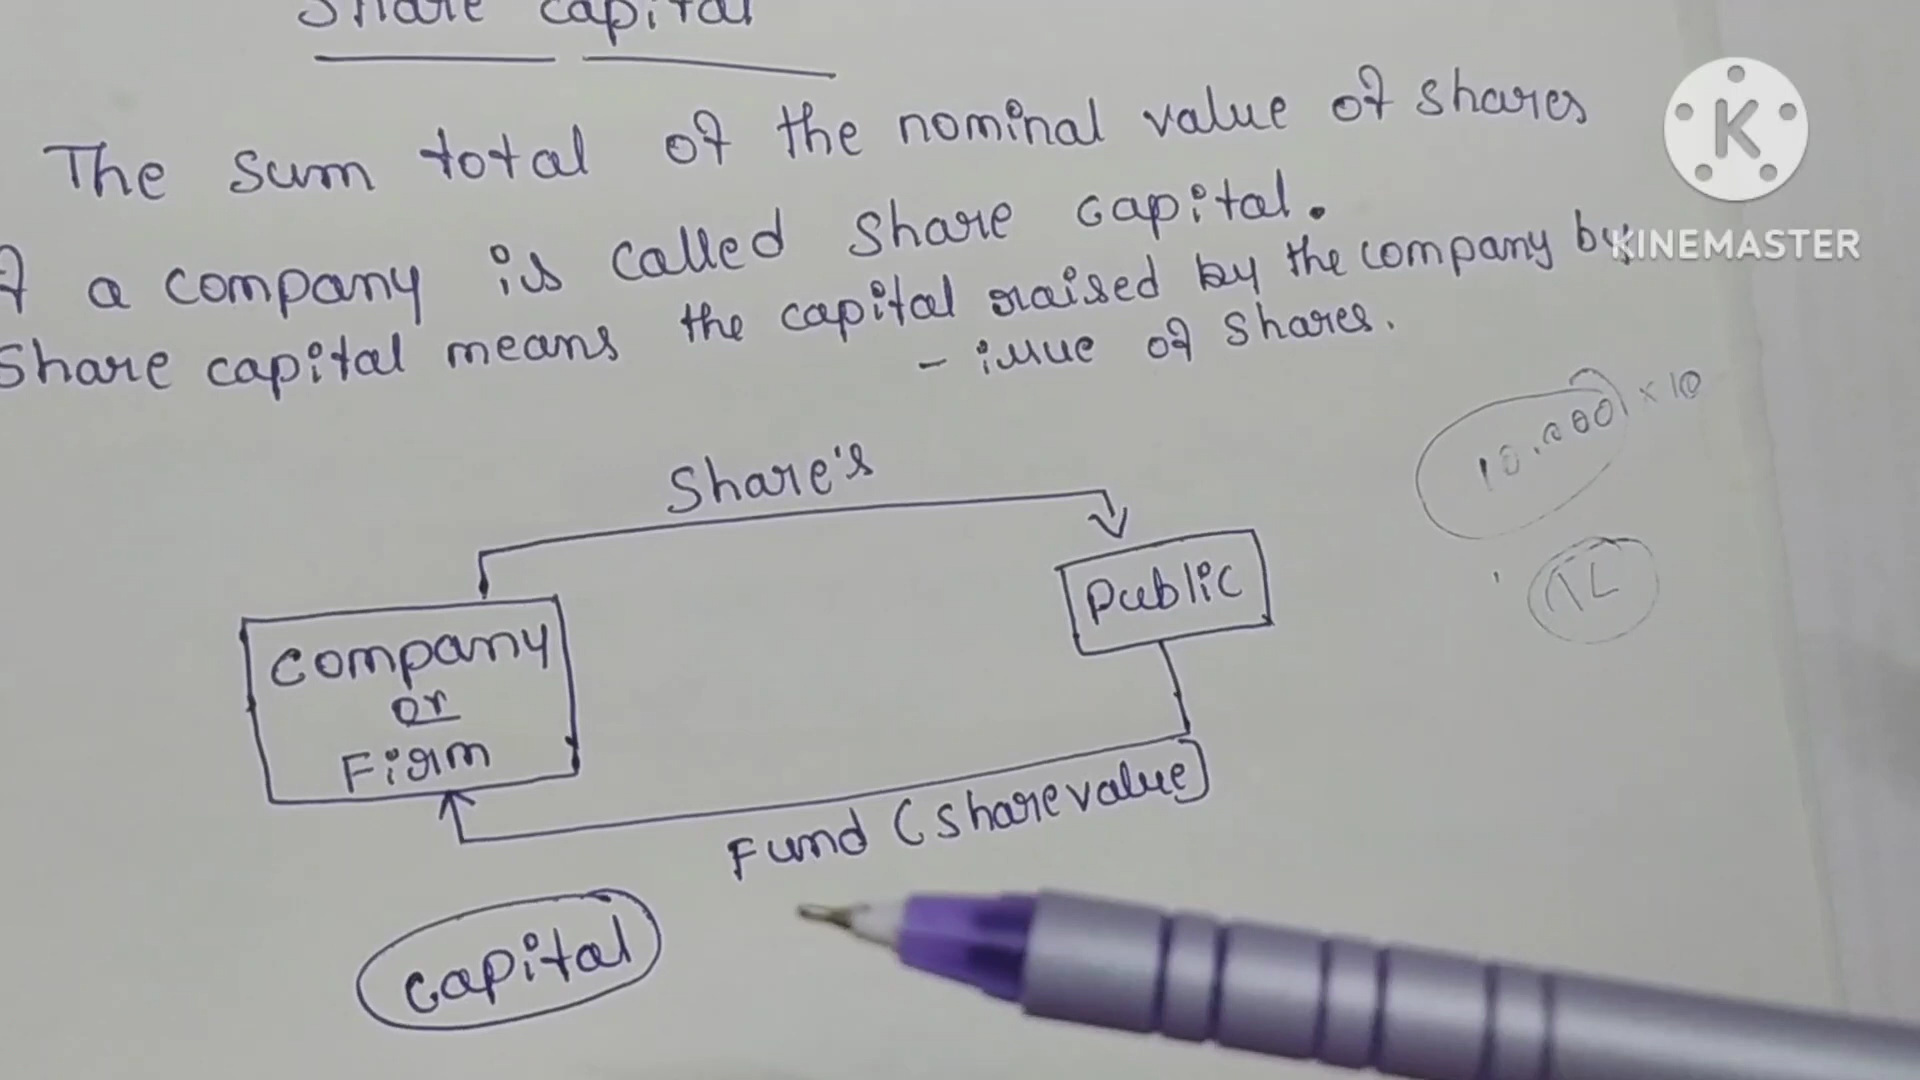 Share capital
The sum total of the nominal value of shares
of a company is called share capital.
Share capital means the capital raised by the company by
- issue of shares.
10,000 × 10
1L
Share's
Public
Company
or
Firm
Fund (share value)
capital
K
KINEMASTER